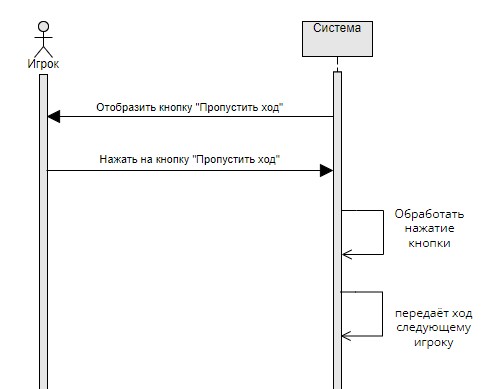 Игрок
Система
Отобразить кнопку "Пропустить ход"
Нажать на кнопку "Пропустить ход"
Обработать
нажатие
кнопки
передаёт ход
следующему
игроку